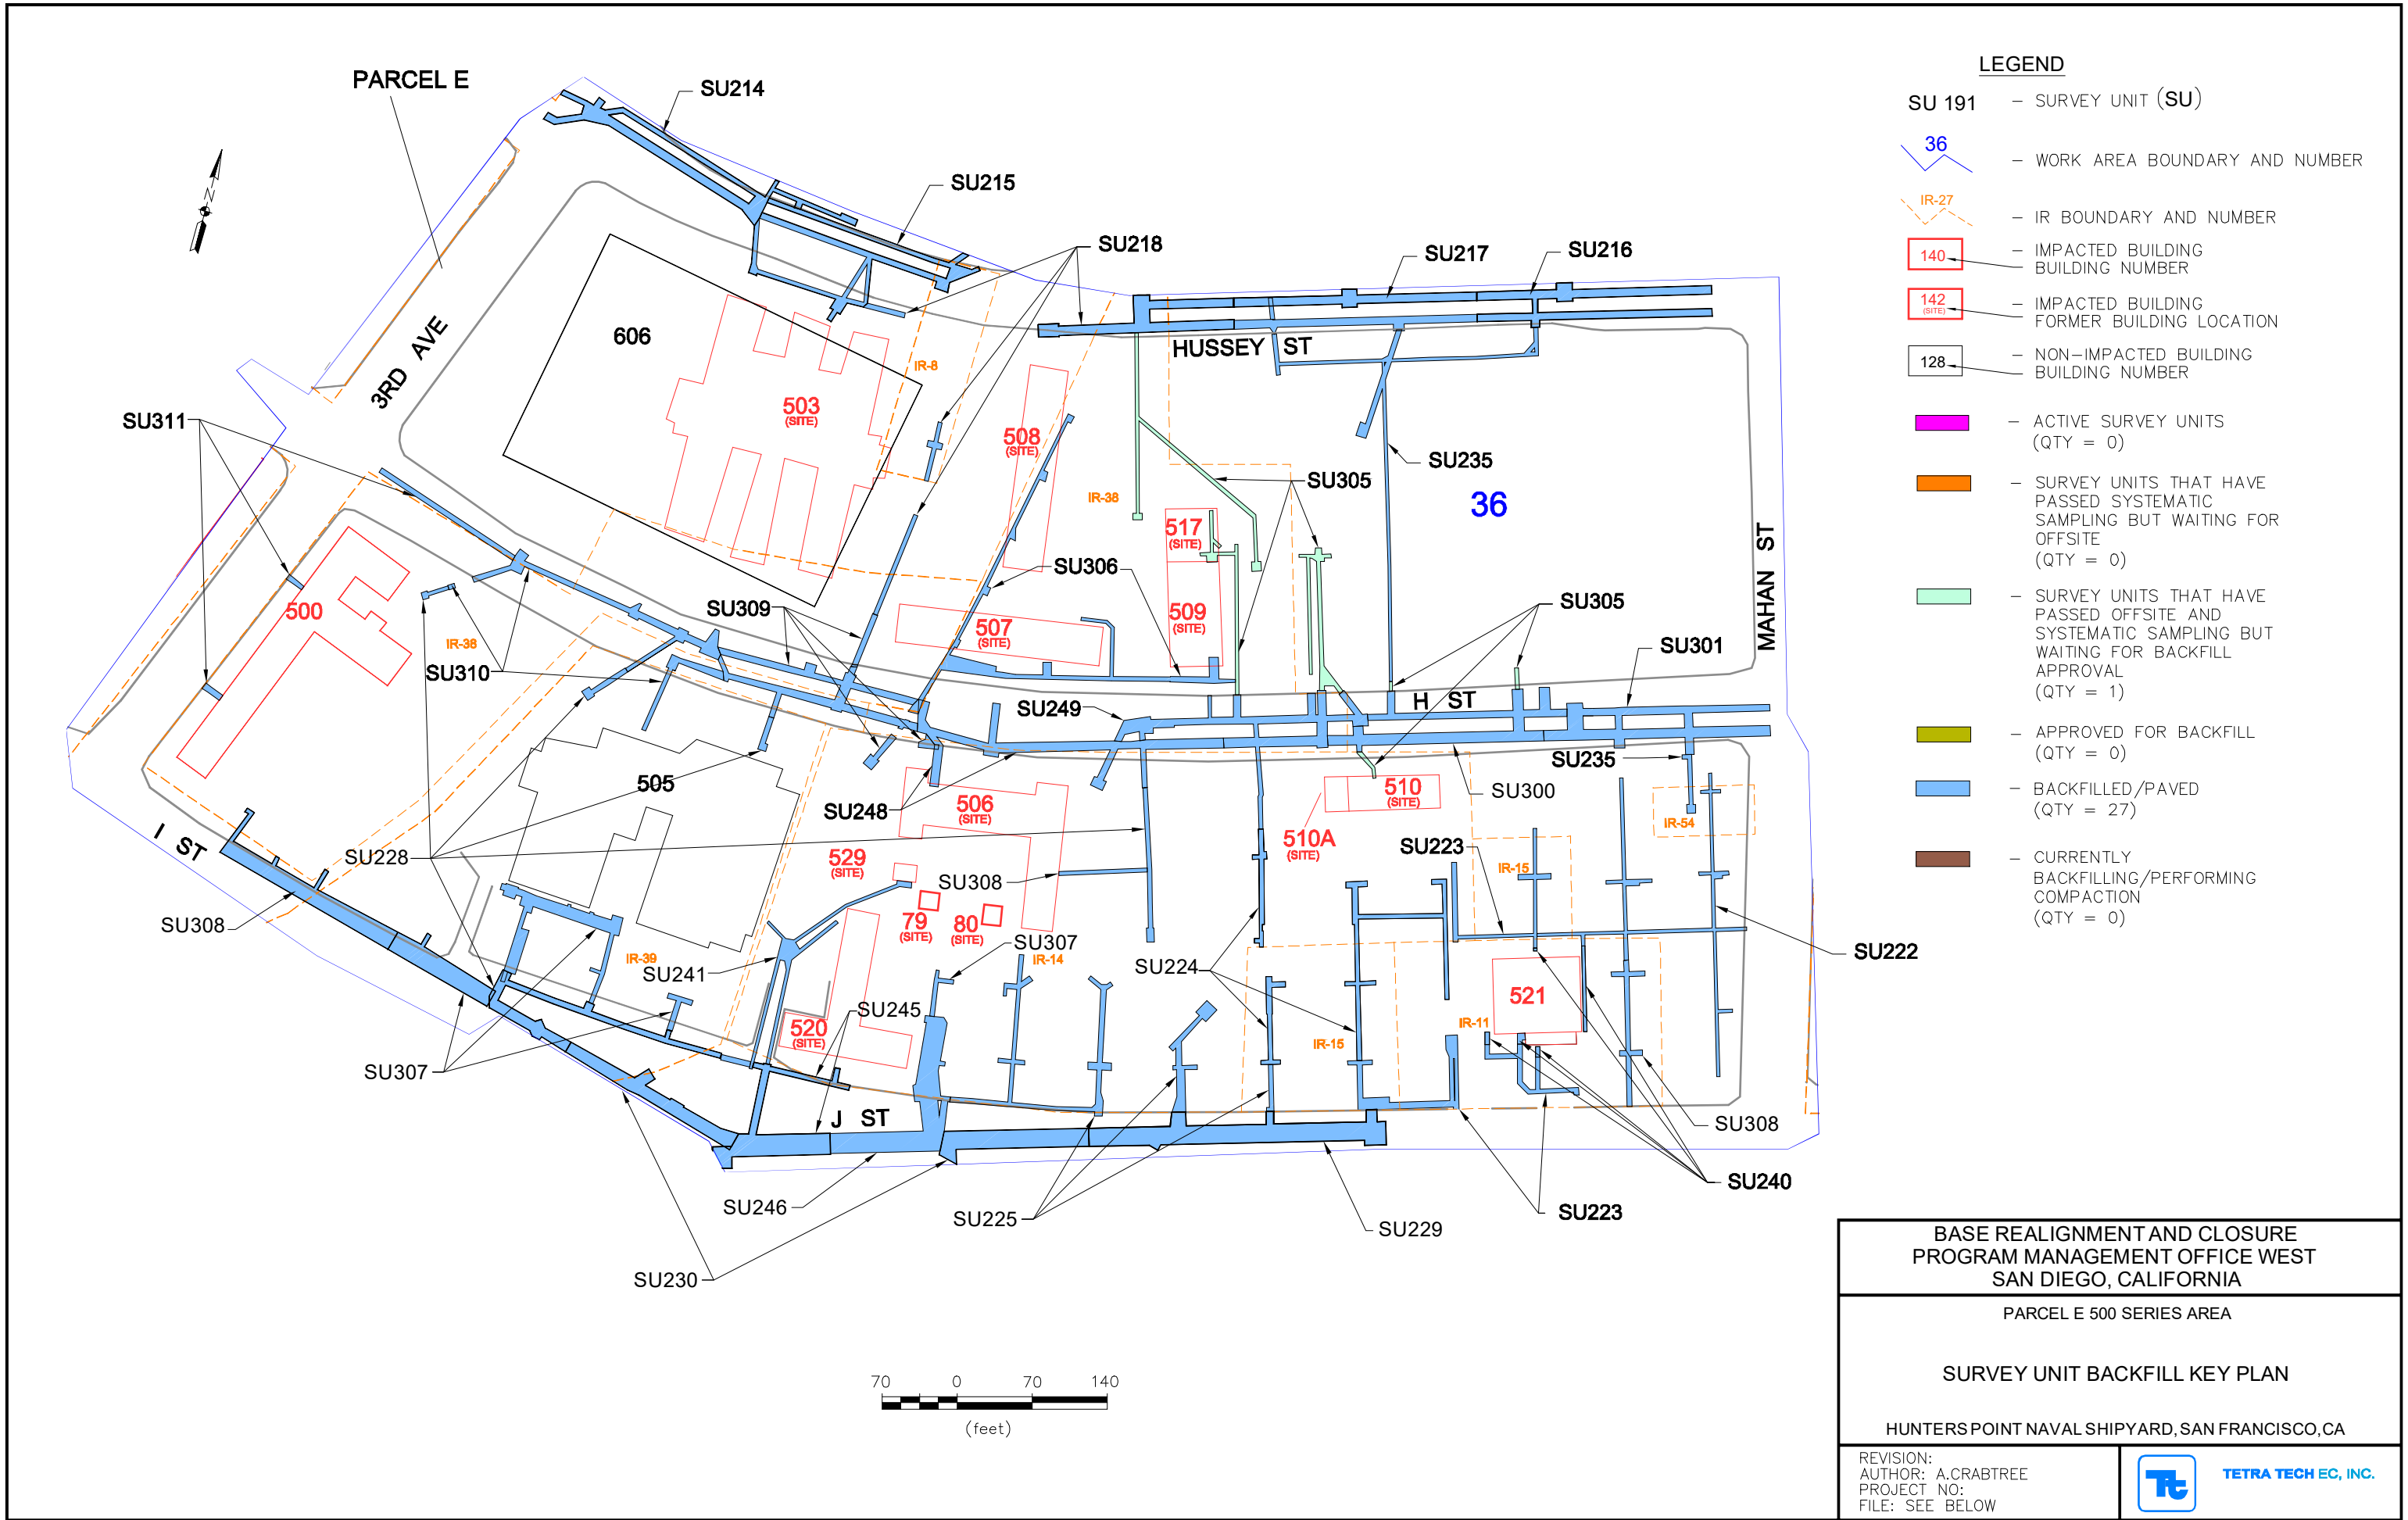 PARCEL E
SU214
SU215
SU218
SU217
SU216
N
HUSSEY ST
606
3RD AVE
IR-8
503
(SITE)
508
(SITE)
SU311
SU235
IR-38
SU305
36
517
(SITE)
MAHAN ST
SU306
500
SU309
509
(SITE)
SU305
507
(SITE)
IR-38
SU310
SU301
H ST
SU249
505
SU235
SU248
506
(SITE)
510
(SITE)
SU300
510A
(SITE)
IR-54
I ST
SU228
529
(SITE)
SU223
IR-15
SU308
SU308
79
(SITE)
80
(SITE)
SU307
SU222
IR-39
SU241
IR-14
SU224
521
520
(SITE)
SU245
IR-15
IR-11
SU307
J ST
SU308
SU240
SU246
SU225
SU229
SU223
SU230
70 0 70 140
(feet)
LEGEND
SU 191 – SURVEY UNIT (SU)
36 – WORK AREA BOUNDARY AND NUMBER
IR-27 – IR BOUNDARY AND NUMBER
140 – IMPACTED BUILDING
BUILDING NUMBER
142 – IMPACTED BUILDING
(SITE) FORMER BUILDING LOCATION
128 – NON-IMPACTED BUILDING
BUILDING NUMBER
– ACTIVE SURVEY UNITS
(QTY = 0)
– SURVEY UNITS THAT HAVE
PASSED SYSTEMATIC
SAMPLING BUT WAITING FOR
OFFSITE
(QTY = 0)
– SURVEY UNITS THAT HAVE
PASSED OFFSITE AND
SYSTEMATIC SAMPLING BUT
WAITING FOR BACKFILL
APPROVAL
(QTY = 1)
– APPROVED FOR BACKFILL
(QTY = 0)
– BACKFILLED/PAVED
(QTY = 27)
– CURRENTLY
BACKFILLING/PERFORMING
COMPACTION
(QTY = 0)
BASE REALIGNMENT AND CLOSURE
PROGRAM MANAGEMENT OFFICE WEST
SAN DIEGO, CALIFORNIA
PARCEL E 500 SERIES AREA
SURVEY UNIT BACKFILL KEY PLAN
HUNTERS POINT NAVAL SHIPYARD, SAN FRANCISCO, CA
REVISION:
AUTHOR: A.CRABTREE
PROJECT NO:
FILE: SEE BELOW
Tt
TETRA TECH EC, INC.